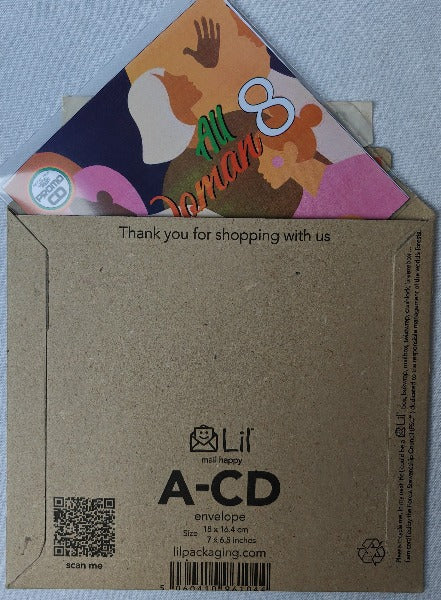 All
8
Woman
PROMO
CD
Thank you for shopping with us
Lil'
mail happy
A-CD
envelope
Size 18 x 16.4 cm
7 x 6.5 inches
lilpackaging.com
scan me